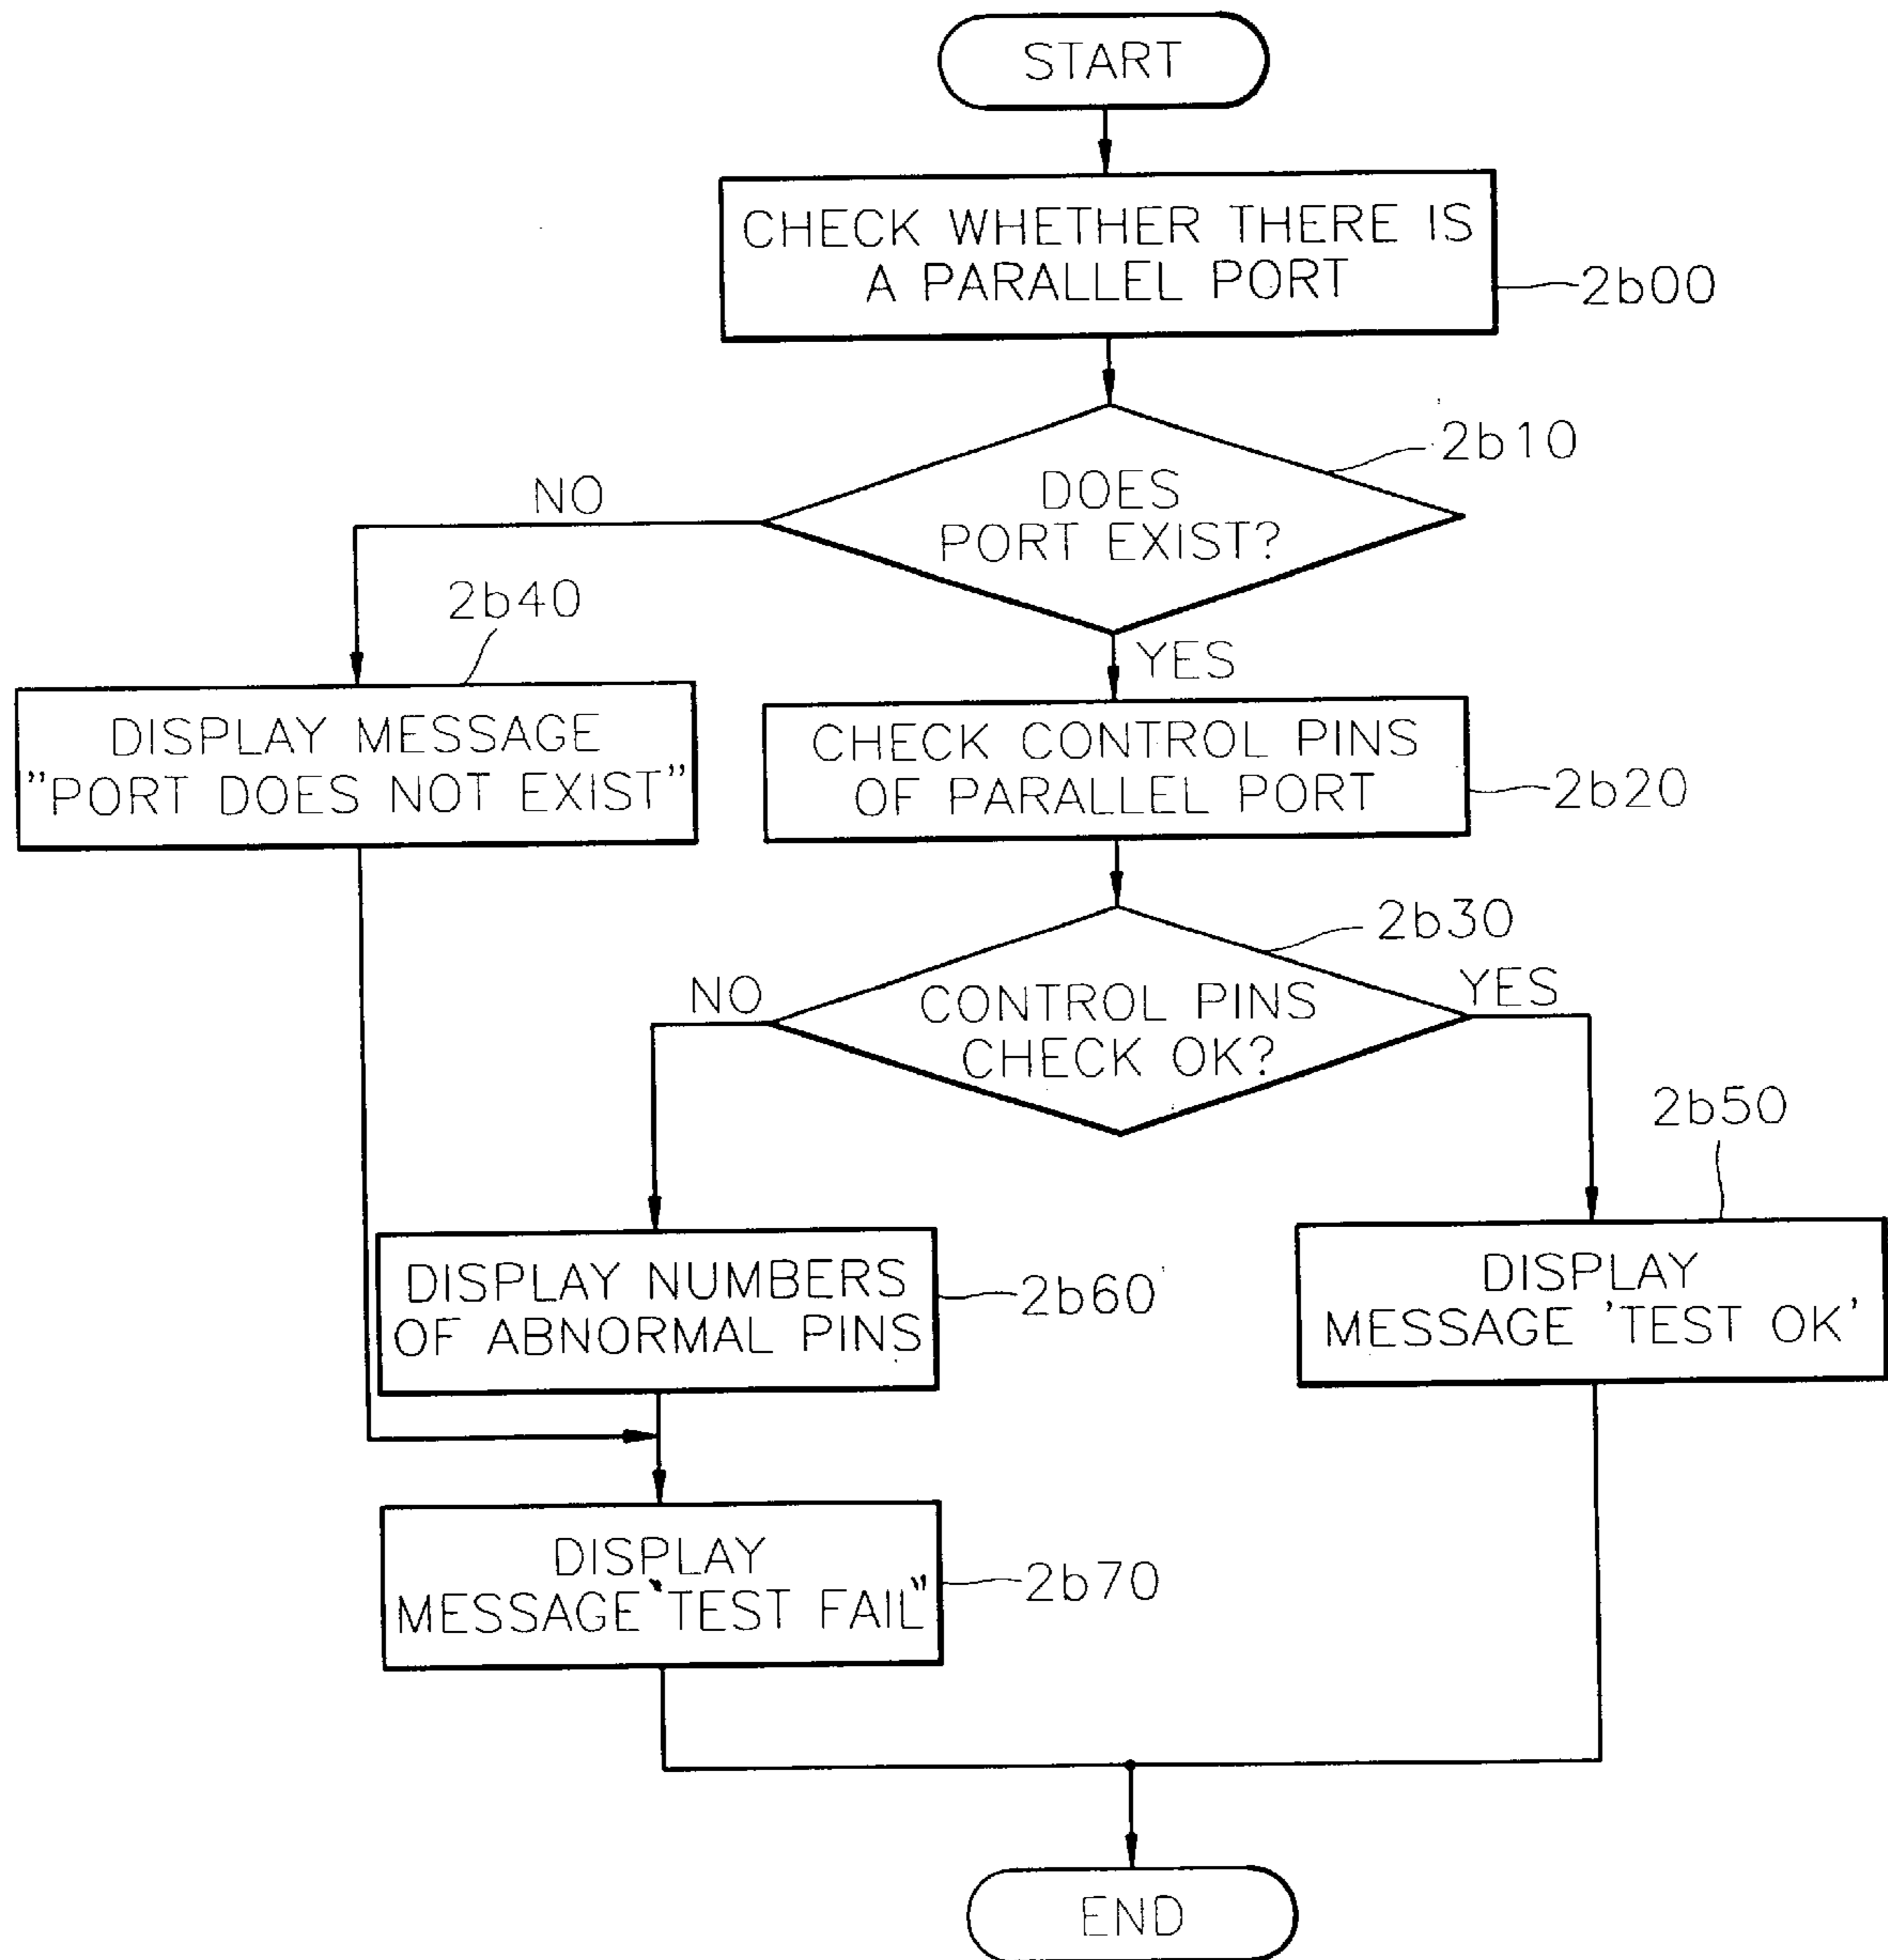 START
CHECK WHETHER THERE IS
A PARALLEL PORT
2b00
2b10
DOES
PORT EXIST?
NO
YES
2b40
DISPLAY MESSAGE
"PORT DOES NOT EXIST"
CHECK CONTROL PINS
OF PARALLEL PORT
2b20
2b30
CONTROL PINS
CHECK OK?
NO
YES
2b50
DISPLAY NUMBERS
OF ABNORMAL PINS
2b60
DISPLAY
MESSAGE 'TEST OK'
DISPLAY
MESSAGE "TEST FAIL"
2b70
END